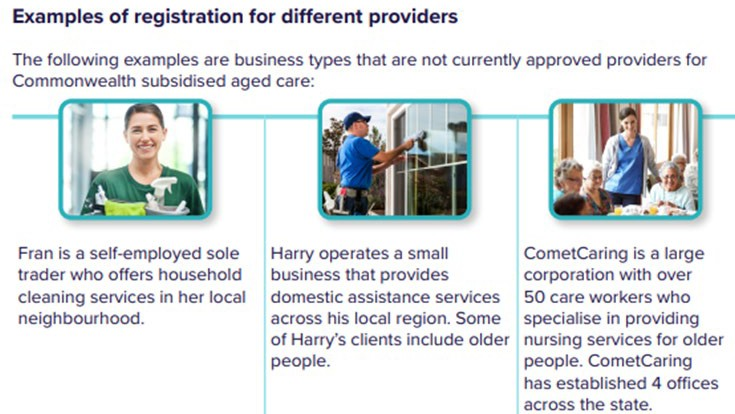 Examples of registration for different providers
The following examples are business types that are not currently approved providers for
Commonwealth subsidised aged care:
Fran is a self-employed sole
trader who offers household
cleaning services in her local
neighbourhood.
Harry operates a small
business that provides
domestic assistance services
across his local region. Some
of Harry’s clients include older
people.
CometCaring is a large
corporation with over
50 care workers who
specialise in providing
nursing services for older
people. CometCaring
has established 4 offices
across the state.